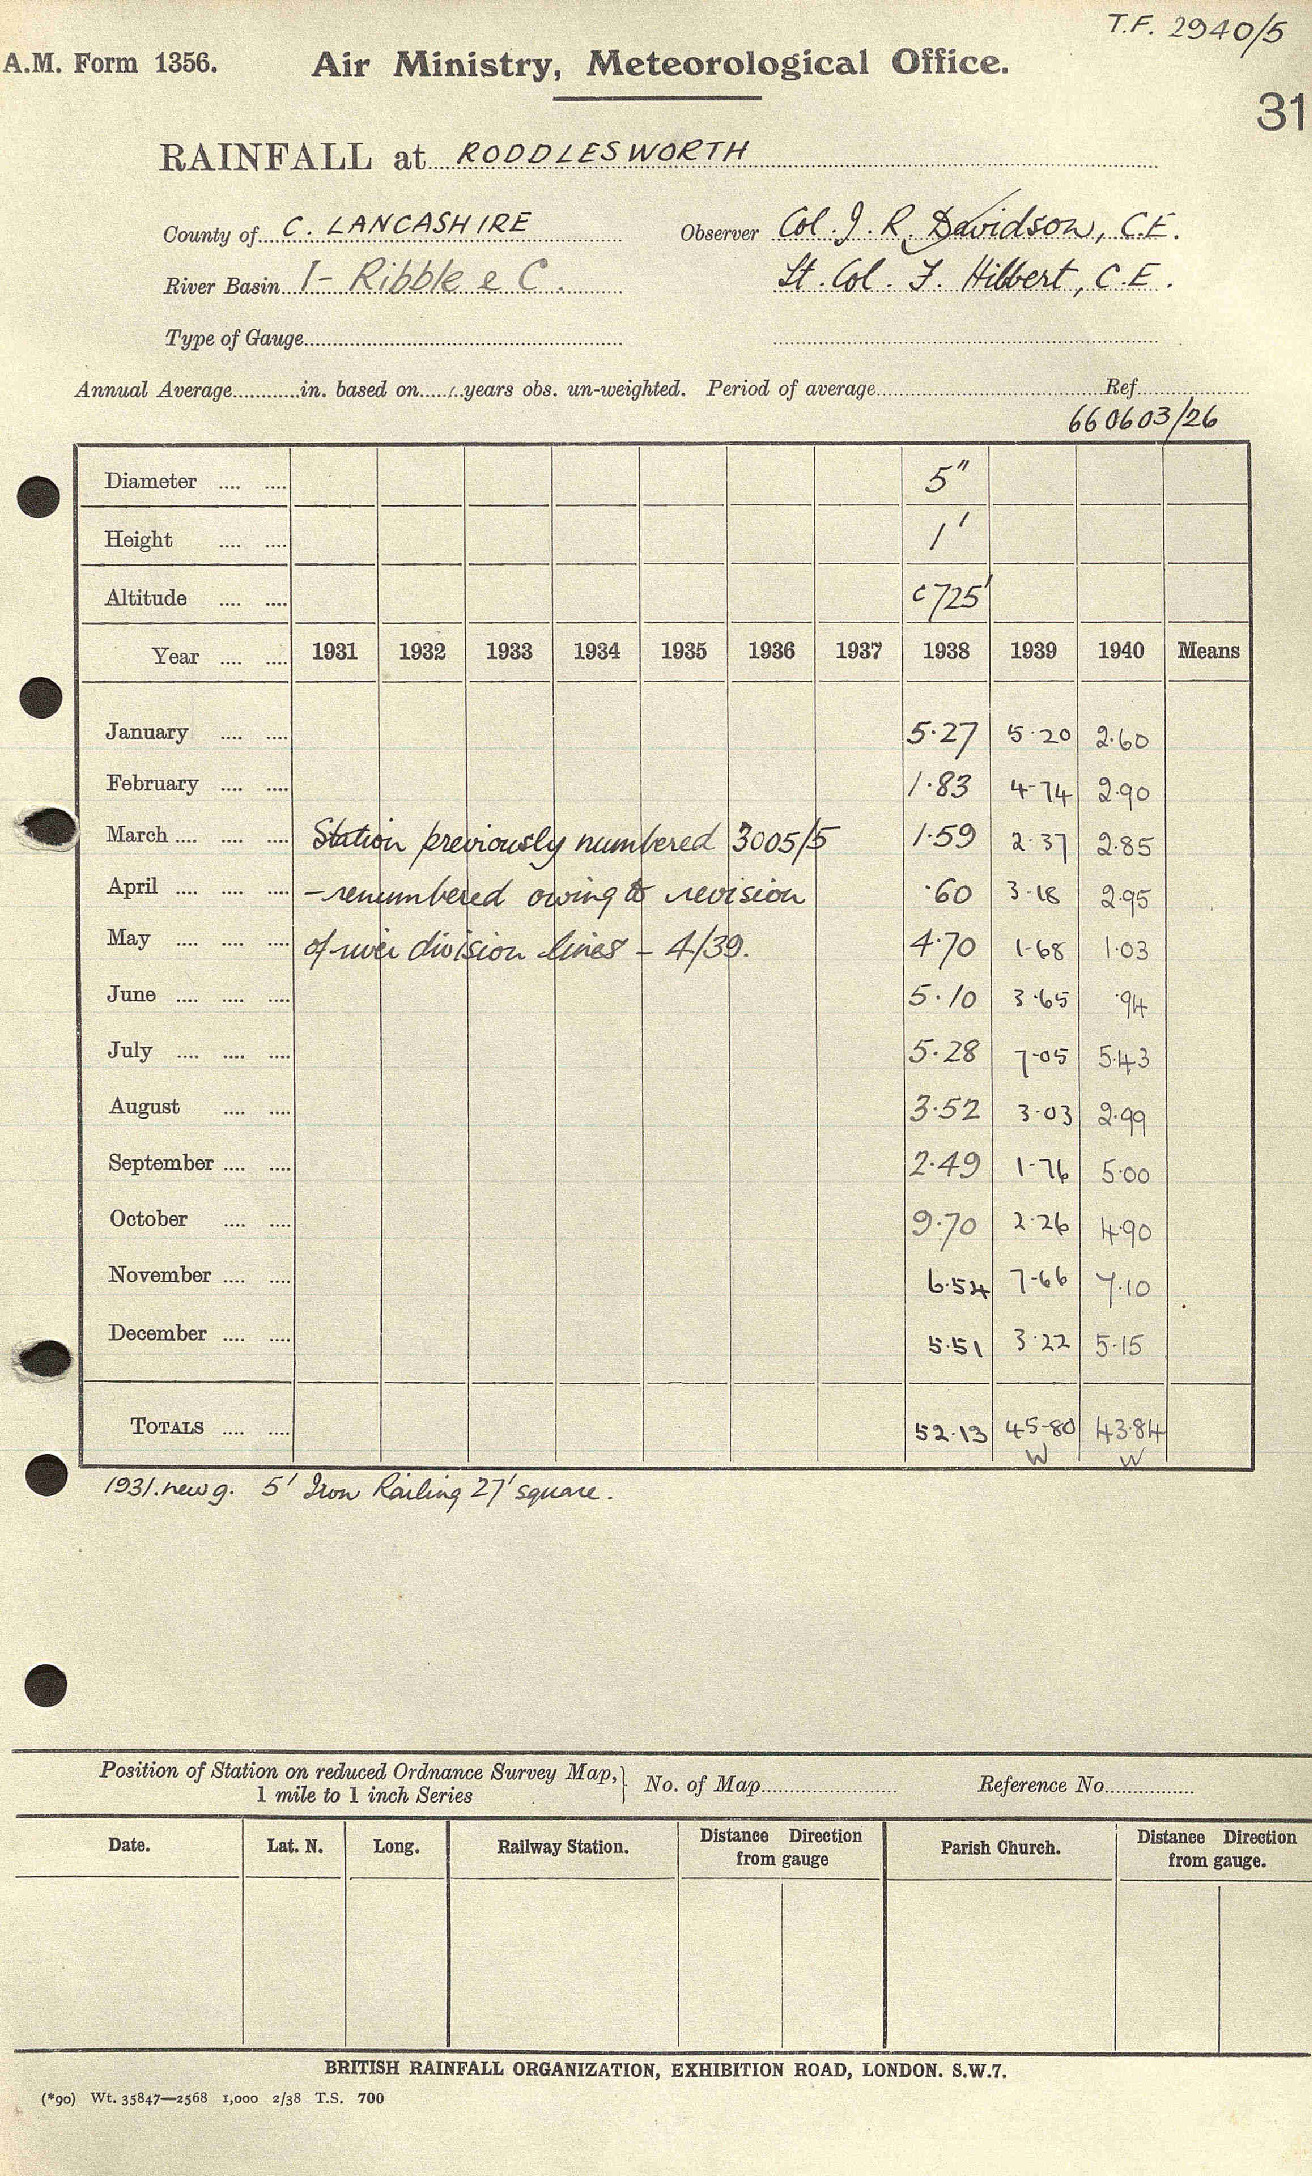 T.F. 2940/5
A.M. Form 1356. Air Ministry, Meteorological Office.
31
RAINFALL at RODDLESWORTH
County of C. LANCASHIRE Observer Col. J. R. Davidson, C.E.
River Basin 1- Ribble & C. Lt. Col. F. Hibbert, C.E.
Type of Gauge
Annual Average in. based on years obs. un-weighted. Period of average Ref.
660603/26
Diameter .... .... 5"
Height .... .... 1'
Altitude .... .... c725'
Year .... .... 1931 1932 1933 1934 1935 1936 1937 1938 1939 1940 Means
January .... .... 5.27 5.20 2.60
February .... .... 1.83 4.74 2.90
March .... .... .... Station previously numbered 3005/5 1.59 2.37 2.85
April .... .... .... - renumbered owing to revision .60 3.18 2.95
May .... .... .... of river division lines - 4/39. 4.70 1.68 1.03
June .... .... .... 5.10 3.65 .94
July .... .... .... 5.28 7.05 5.43
August .... .... 3.52 3.03 2.99
September .... .... 2.49 1.76 5.00
October .... .... 9.70 2.26 4.90
November .... .... 6.54 7.66 7.10
December .... .... 5.51 3.22 5.15
TOTALS .... .... 52.13 45.80 43.84
W W
1931. new g. 5' Iron Railing 27' square.
Position of Station on reduced Ordnance Survey Map, No. of Map Reference No.
1 mile to 1 inch Series
Date. Lat. N. Long. Railway Station. Distance Direction from gauge Parish Church. Distance Direction from gauge.
BRITISH RAINFALL ORGANIZATION, EXHIBITION ROAD, LONDON. S.W.7.
(*90) Wt. 35847—2568 1,000 2/38 T.S. 700